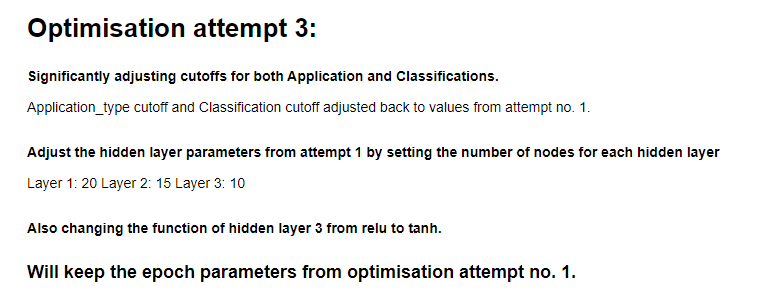 Optimisation attempt 3:
Significantly adjusting cutoffs for both Application and Classifications.
Application_type cutoff and Classification cutoff adjusted back to values from attempt no. 1.
Adjust the hidden layer parameters from attempt 1 by setting the number of nodes for each hidden layer
Layer 1: 20 Layer 2: 15 Layer 3: 10
Also changing the function of hidden layer 3 from relu to tanh.
Will keep the epoch parameters from optimisation attempt no. 1.